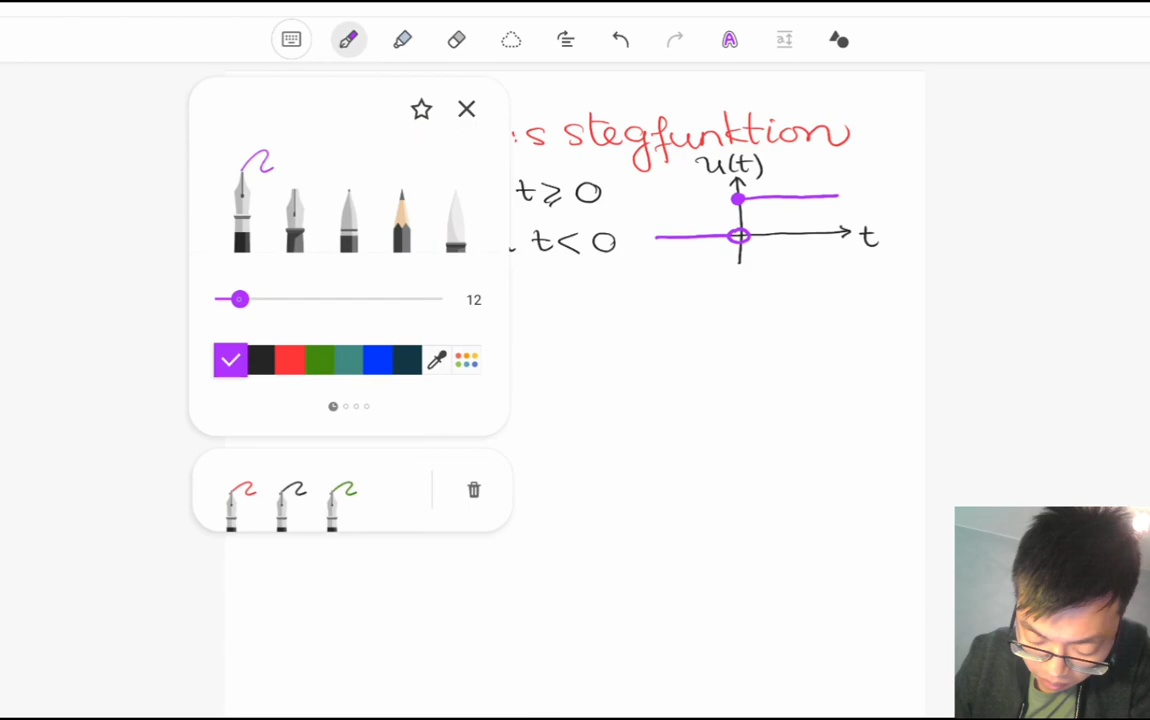 s stegfunktion
u(t)
t ≥ 0
t < 0
t
12